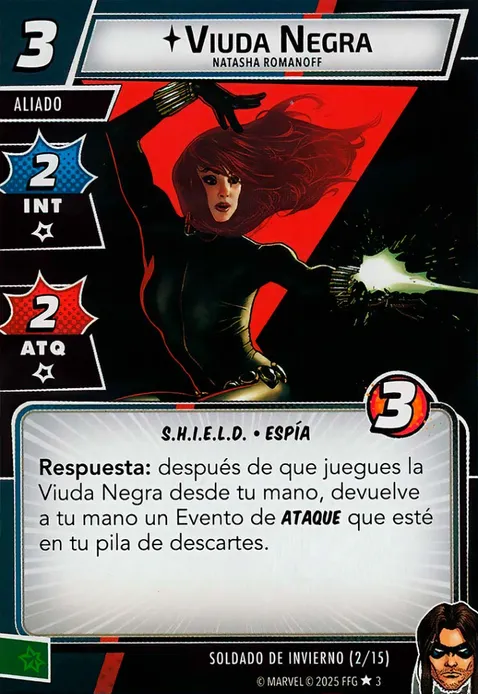 3
VIUDA NEGRA
NATASHA ROMANOFF
ALIADO
2
INT
2
ATQ
3
S.H.I.E.L.D. • ESPÍA
Respuesta: después de que juegues la
Viuda Negra desde tu mano, devuelve
a tu mano un Evento de ATAQUE que esté
en tu pila de descartes.
SOLDADO DE INVIERNO (2/15)
© MARVEL © 2025 FFG ★ 3